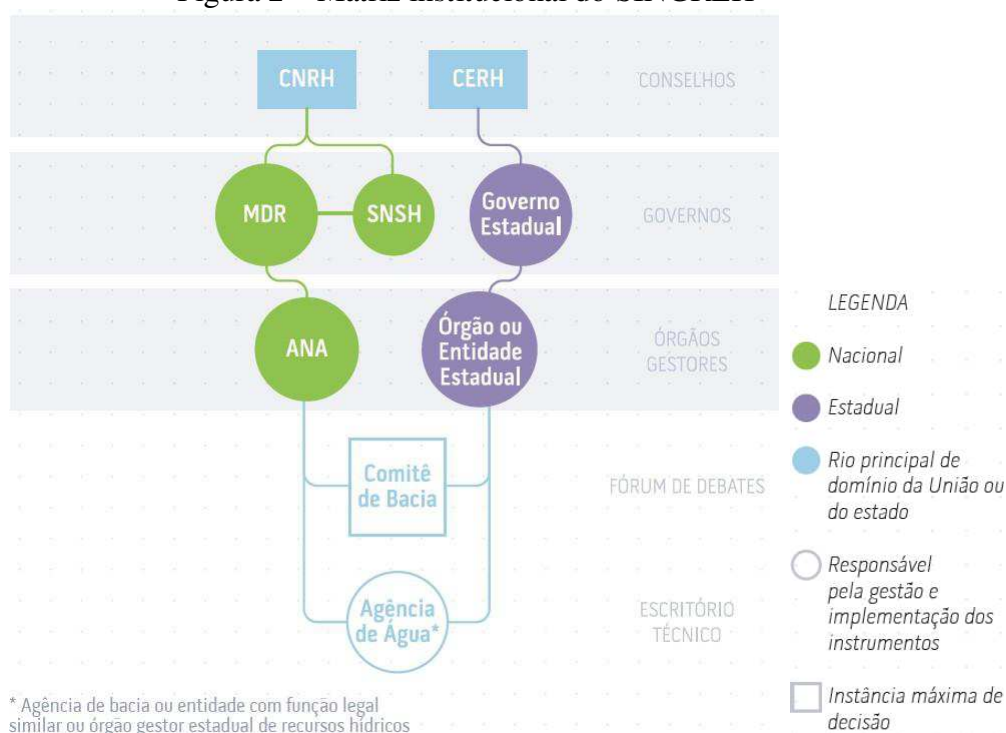 CNRH
CERH
CONSELHOS
MDR
SNSH
Governo
Estadual
GOVERNOS
ANA
Órgão ou
Entidade
Estadual
ÓRGÃOS
GESTORES
Comitê
de Bacia
FÓRUM DE DEBATES
Agência
de Água*
ESCRITÓRIO
TÉCNICO
* Agência de bacia ou entidade com função legal
similar ou órgão gestor estadual de recursos hídricos
LEGENDA
Nacional
Estadual
Rio principal de
domínio da União ou
do estado
Responsável
pela gestão e
implementação dos
instrumentos
Instância máxima de
decisão